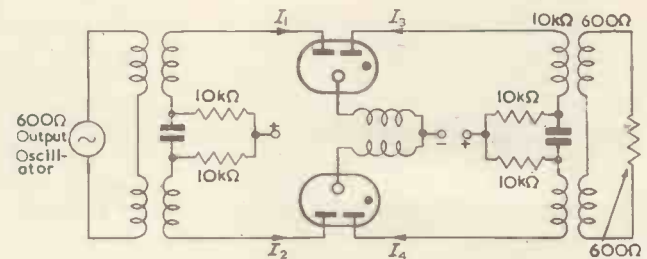 I1
I3
10kΩ 600Ω
600Ω
Output
Oscill-
ator
10kΩ
+
10kΩ
- +
10kΩ
10kΩ
I2
I4
600Ω